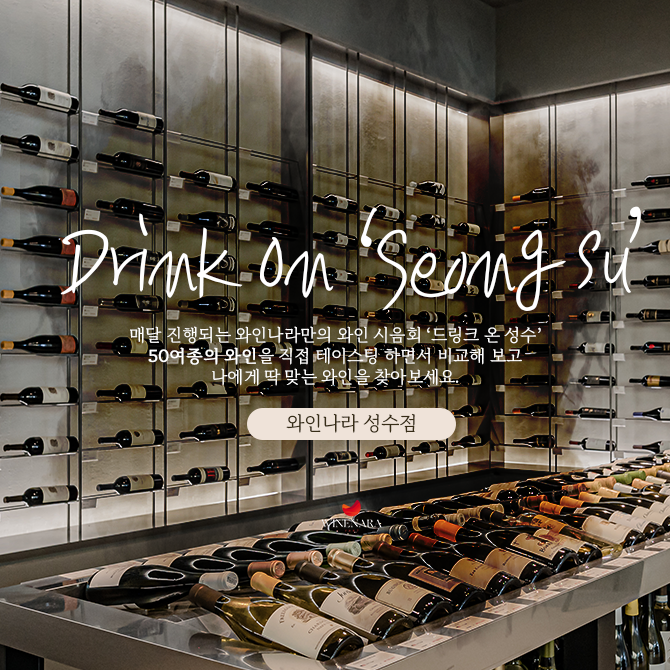 Drink on 'Seong su'
매달 진행되는 와인나라만의 와인 시음회 ‘드링크 온 성수’
50여종의 와인을 직접 테이스팅 하면서 비교해 보고
나에게 딱 맞는 와인을 찾아보세요.
와인나라 성수점
WINENARA